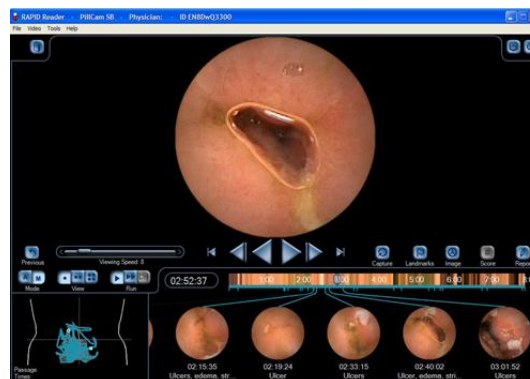 RAPID Reader - PillCam SB - Physician: - ID EN8DwQ3300
File Video Tools Help
Previous
Viewing Speed: 8
Capture
Landmarks
Image
Score
Mode
View
Run
02:52:37
1:00 2:00 3:00 4:00 5:00 6:00 7:00
Passage
Times
02:15:35
Ulcers, edema, stri...
02:19:24
Ulcer
02:33:15
Ulcers
02:40:02
Ulcer, edema, stri...
03:01:52
Ulcers